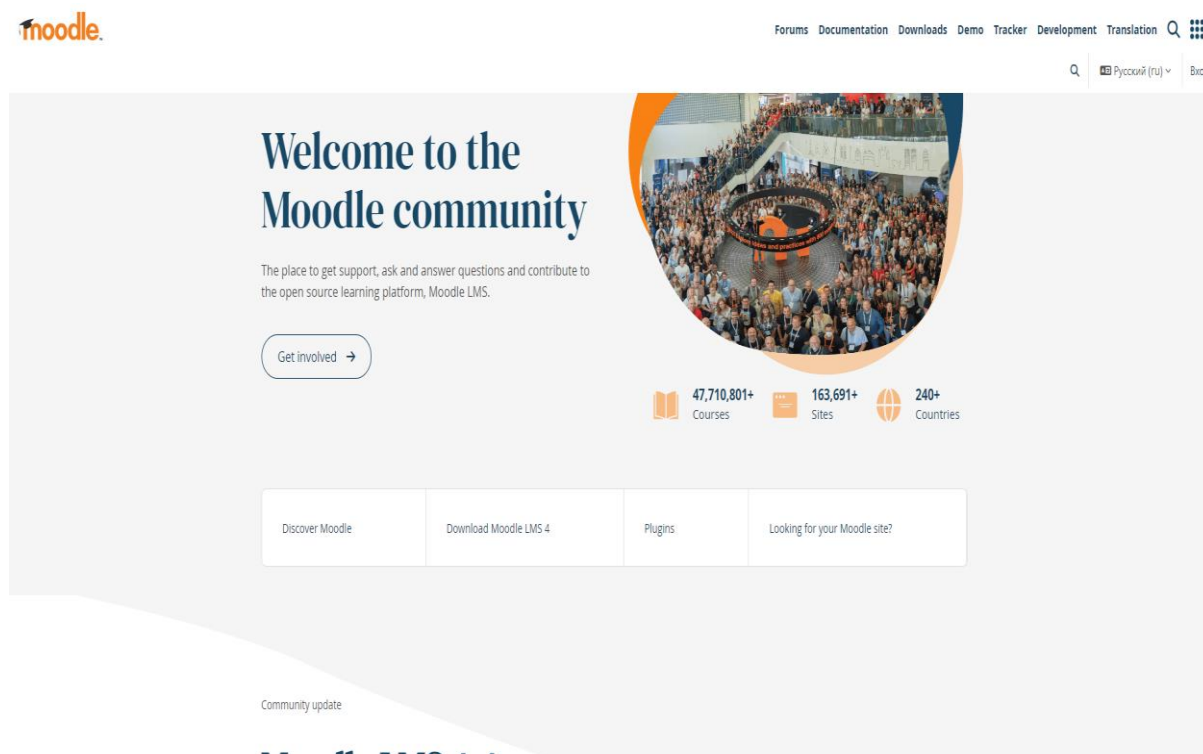 moodle
Forums Documentation Downloads Demo Tracker Development Translation
Русский (ru)
Welcome to the
Moodle community
The place to get support, ask and answer questions and contribute to
the open source learning platform, Moodle LMS.
Get involved →
47,710,801+
Courses
163,691+
Sites
240+
Countries
Discover Moodle
Download Moodle LMS 4
Plugins
Looking for your Moodle site?
Community update